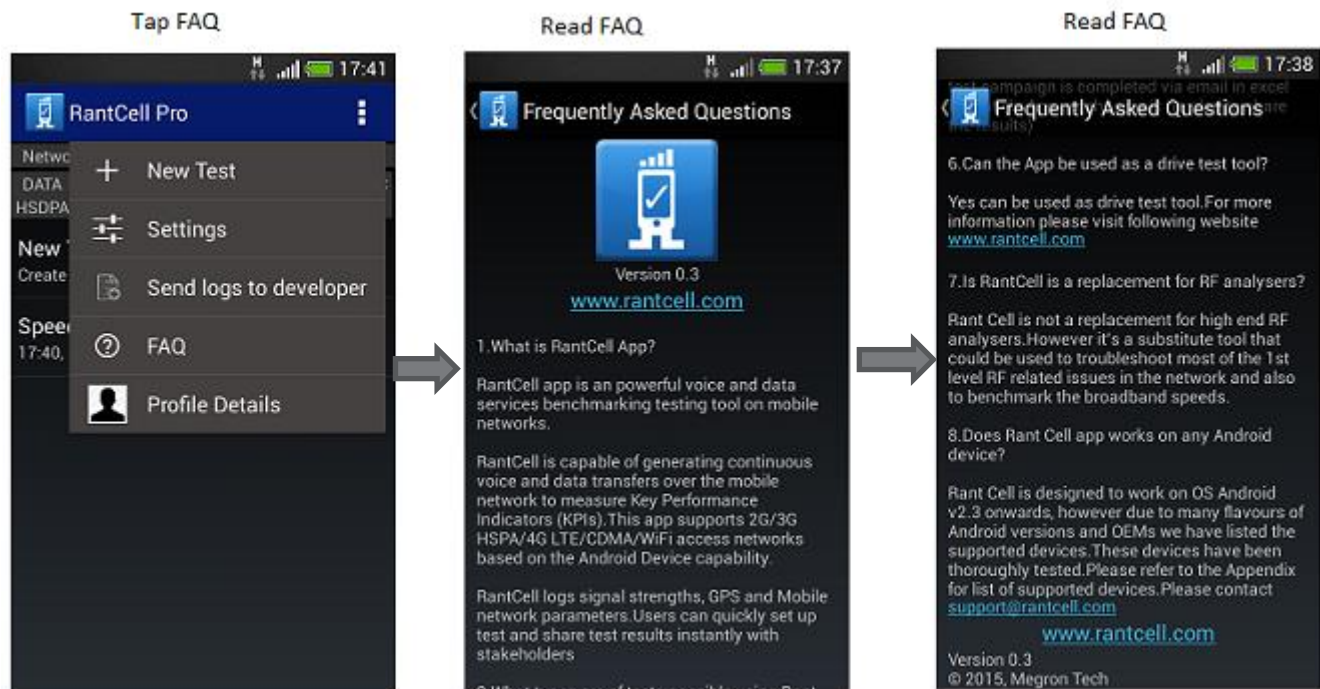 Tap FAQ
Read FAQ
Read FAQ
H
17:41
RantCell Pro
Netwo
DATA
HSDPA
New
Create
Spee
17:40,
New Test
Settings
Send logs to developer
FAQ
Profile Details
H
17:37
Frequently Asked Questions
Version 0.3
www.rantcell.com
1.What is RantCell App?
RantCell app is an powerful voice and data
services benchmarking testing tool on mobile
networks.
RantCell is capable of generating continuous
voice and data transfers over the mobile
network to measure Key Performance
Indicators (KPIs).This app supports 2G/3G
HSPA/4G LTE/CDMA/WiFi access networks
based on the Android Device capability.
RantCell logs signal strengths, GPS and Mobile
network parameters.Users can quickly set up
test and share test results instantly with
stakeholders
H
17:38
campaign is completed via email in excel
Frequently Asked Questions
results)
6.Can the App be used as a drive test tool?
Yes can be used as drive test tool.For more
information please visit following website
www.rantcell.com
7.Is RantCell is a replacement for RF analysers?
Rant Cell is not a replacement for high end RF
analysers.However it's a substitute tool that
could be used to troubleshoot most of the 1st
level RF related issues in the network and also
to benchmark the broadband speeds.
8.Does Rant Cell app works on any Android
device?
Rant Cell is designed to work on OS Android
v2.3 onwards, however due to many flavours of
Android versions and OEMs we have listed the
supported devices.These devices have been
thoroughly tested.Please refer to the Appendix
for list of supported devices.Please contact
support@rantcell.com
www.rantcell.com
Version 0.3
© 2015, Megron Tech